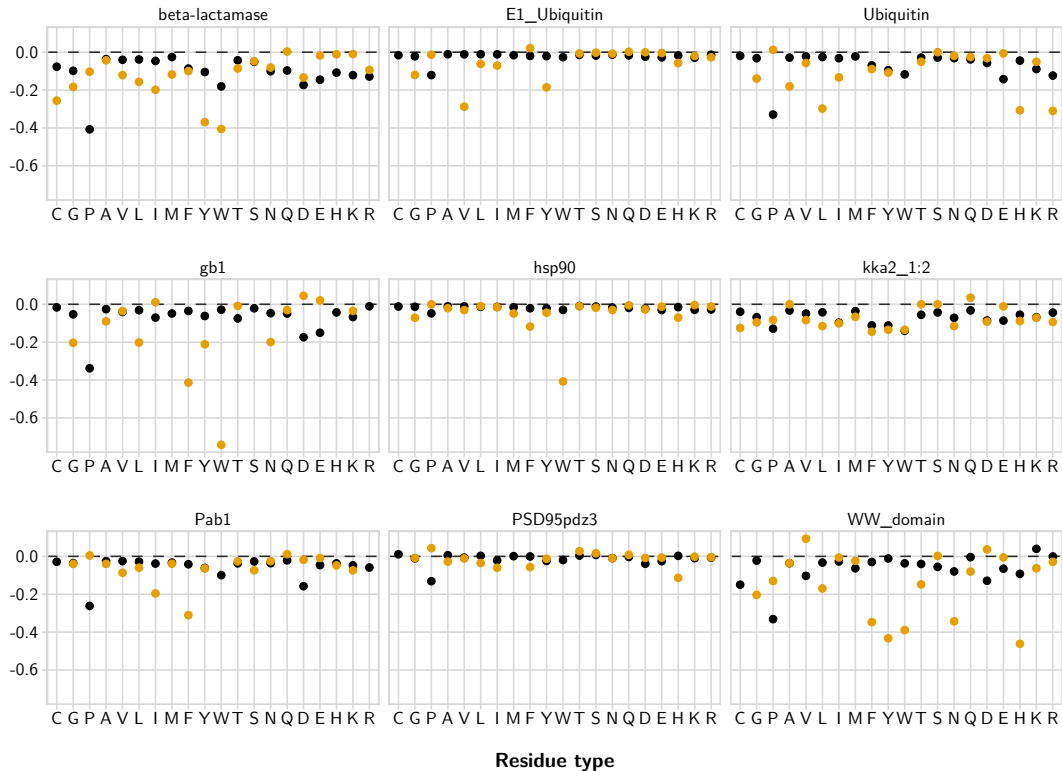 beta-lactamase E1_Ubiquitin Ubiquitin
0.0
-0.2
-0.4
-0.6
C G P A V L I M F Y W T S N Q D E H K R C G P A V L I M F Y W T S N Q D E H K R C G P A V L I M F Y W T S N Q D E H K R
gb1 hsp90 kka2_1:2
0.0
-0.2
-0.4
-0.6
C G P A V L I M F Y W T S N Q D E H K R C G P A V L I M F Y W T S N Q D E H K R C G P A V L I M F Y W T S N Q D E H K R
Pab1 PSD95pdz3 WW_domain
0.0
-0.2
-0.4
-0.6
C G P A V L I M F Y W T S N Q D E H K R C G P A V L I M F Y W T S N Q D E H K R C G P A V L I M F Y W T S N Q D E H K R
Residue type